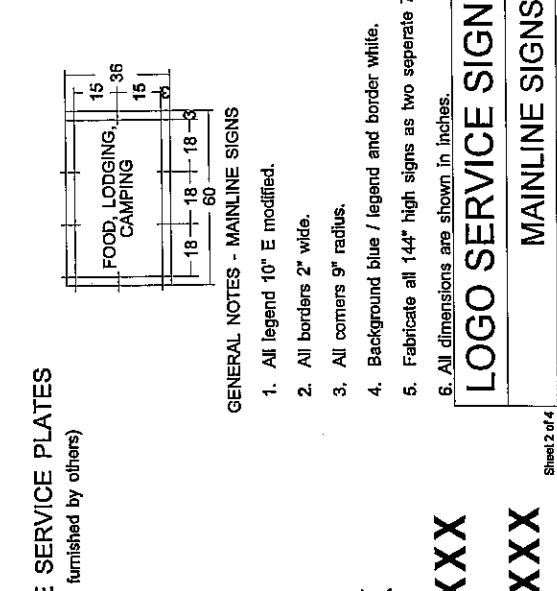 SERVICE PLATES
furnished by others)
FOOD, LODGING,
CAMPING
15
36
15
3
18
18
18
3
60
GENERAL NOTES - MAINLINE SIGNS
1. All legend 10" E modified.
2. All borders 2" wide.
3. All corners 9" radius.
4. Background blue / legend and border white.
5. Fabricate all 144" high signs as two seperate 7
6. All dimensions are shown in inches.
LOGO SERVICE SIGN
MAINLINE SIGNS
XXX
XXX
Sheet 2 of 4